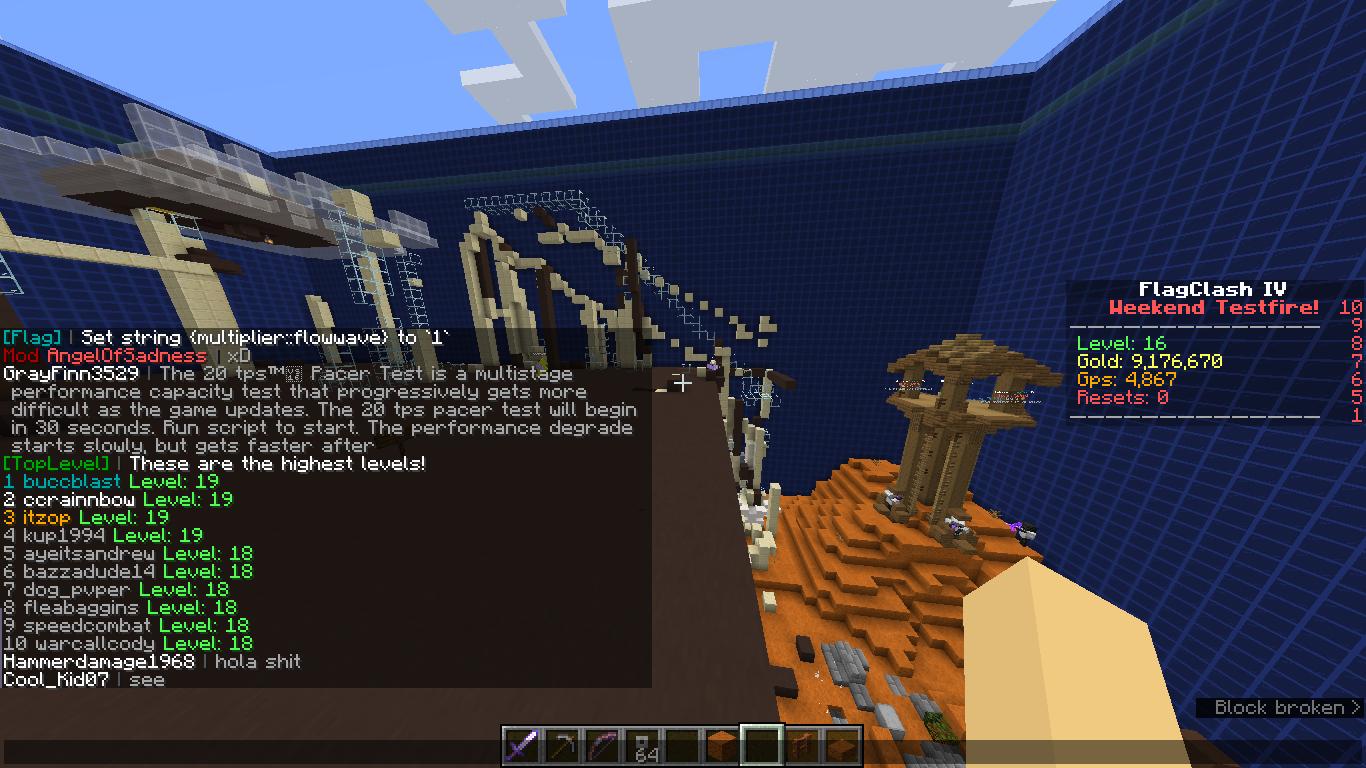 FlagClash IV
Weekend Testfire! 10
9
Level: 16 8
Gold: 9,176,670 7
Gps: 4,867 6
Resets: 0 5
1
[Flag] | Set string {multiplier::flowwave} to `1`
Mod AngelOfSadness | xD
GrayFinn3529 | The 20 tps™ Pacer Test is a multistage
performance capacity test that progressively gets more
difficult as the game updates. The 20 tps pacer test will begin
in 30 seconds. Run script to start. The performance degrade
starts slowly, but gets faster after
[TopLevel] | These are the highest levels!
1 buccblast Level: 19
2 ccrainnbow Level: 19
3 itzop Level: 19
4 kup1994 Level: 19
5 ayeitsandrew Level: 18
6 bazzadude14 Level: 18
7 dog_pvper Level: 18
8 fleabaggins Level: 18
9 speedcombat Level: 18
10 warcallcody Level: 18
Hammerdamage1968 | hola shit
Cool_Kid07 | see
Block broken >
64